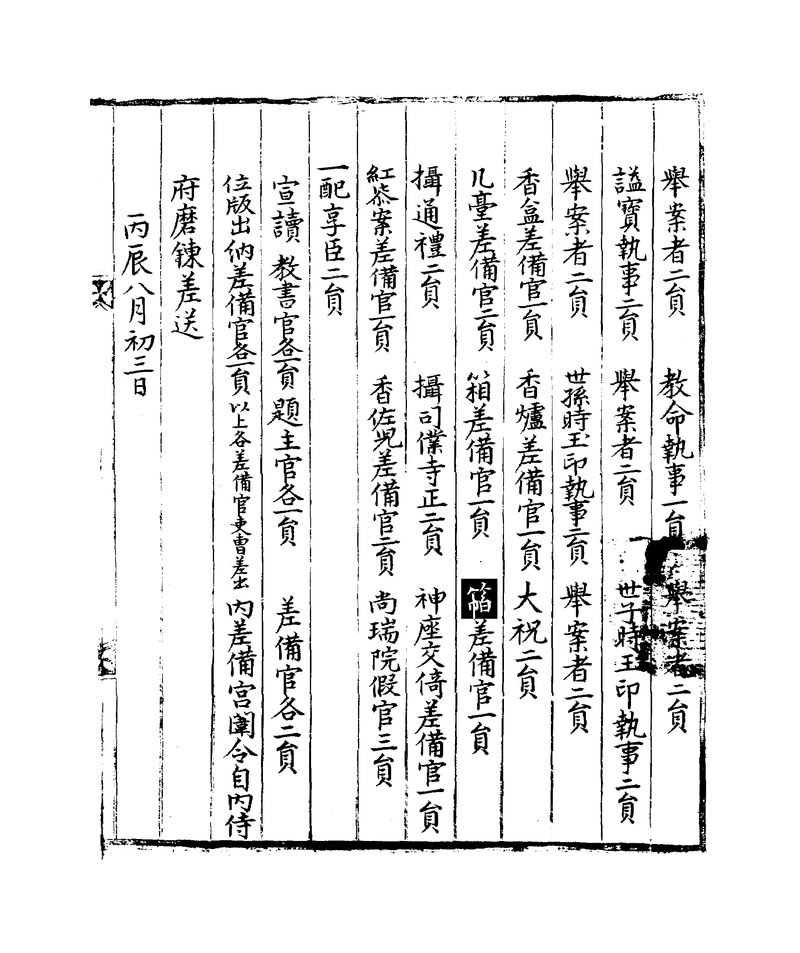 舉案者二員　教命執事一員　舉案者二員
諡寳執事二員　舉案者二員　世子時玉印執事二員
舉案者二員　世孫時玉印執事二員　舉案者二員
香盒差備官一員　香爐差備官一員　大祝二員
几臺差備官二員　箱差備官一員　差備官一員
攝通禮二員　攝司僕寺正二員　神座交倚差備官一員
紅案差備官一員　香佐兒差備官二員　尚瑞院假官三員
一配享臣二員
宣讀教書官各一員　題主官各一員　差備官各二員
位版出納差備官各一員以上各差備官吏曹差出　內差備宮闈令自內侍
府磨鍊差送
丙辰八月初三日